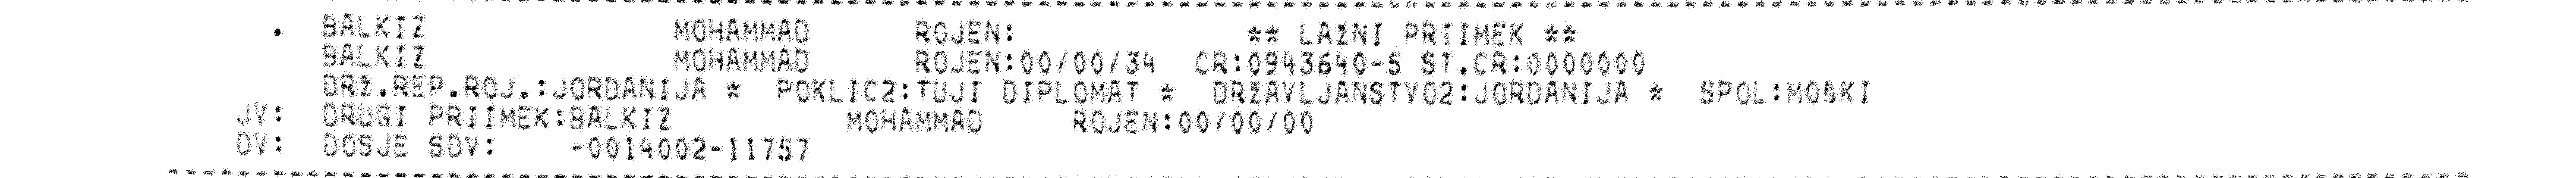 . BALKIZ MOHAMMAD ROJEN: ** LAŽNI PRIIMEK **
BALKIZ MOHAMMAD ROJEN:00/00/34 CR:0943640-5 ST.CR:0000000
DRŽ.REP.ROJ.:JORDANIJA * POKLIC2:TUJI DIPLOMAT * DRŽAVLJANSTVO2:JORDANIJA * SPOL:MOŠKI
JV: DRUGI PRIIMEK:BALKIZ MOHAMMAD ROJEN:00/00/00
DV: DOSJE SDV: -0014002-11757